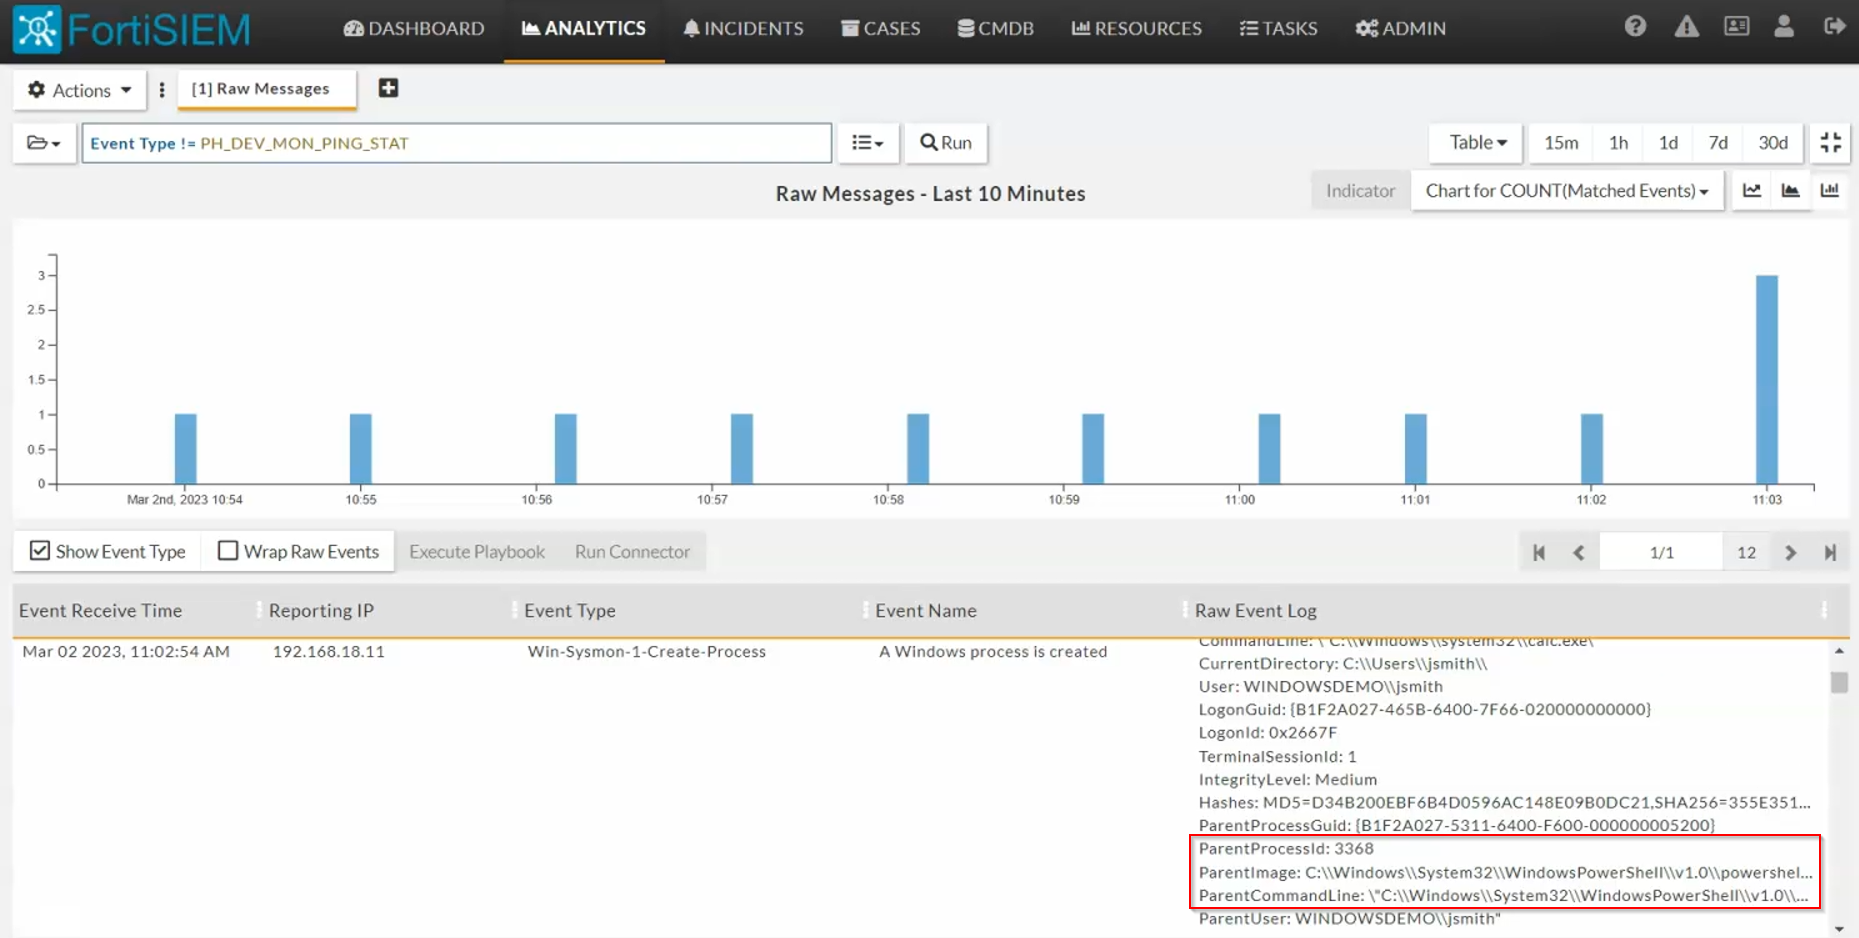 FortiSIEM DASHBOARD ANALYTICS INCIDENTS CASES CMDB RESOURCES TASKS ADMIN
Actions [1] Raw Messages
Event Type != PH_DEV_MON_PING_STAT Run Table 15m 1h 1d 7d 30d
Raw Messages - Last 10 Minutes Indicator Chart for COUNT(Matched Events)
3
2.5
2
1.5
1
0.5
0
Mar 2nd, 2023 10:54 10:55 10:56 10:57 10:58 10:59 11:00 11:01 11:02 11:03
Show Event Type Wrap Raw Events Execute Playbook Run Connector 1/1 12
Event Receive Time Reporting IP Event Type Event Name Raw Event Log
CommandLine: \"C:\\Windows\\system32\\calc.exe\
Mar 02 2023, 11:02:54 AM 192.168.18.11 Win-Sysmon-1-Create-Process A Windows process is created
CurrentDirectory: C:\\Users\\jsmith\\
User: WINDOWSDEMO\\jsmith
LogonGuid: {B1F2A027-465B-6400-7F66-020000000000}
LogonId: 0x2667F
TerminalSessionId: 1
IntegrityLevel: Medium
Hashes: MD5=D34B200EBF6B4D0596AC148E09B0DC21,SHA256=355E351...
ParentProcessGuid: {B1F2A027-5311-6400-F600-000000005200}
ParentProcessId: 3368
ParentImage: C:\\Windows\\System32\\WindowsPowerShell\\v1.0\\powershel...
ParentCommandLine: \"C:\\Windows\\System32\\WindowsPowerShell\\v1.0\\...
ParentUser: WINDOWSDEMO\\jsmith"